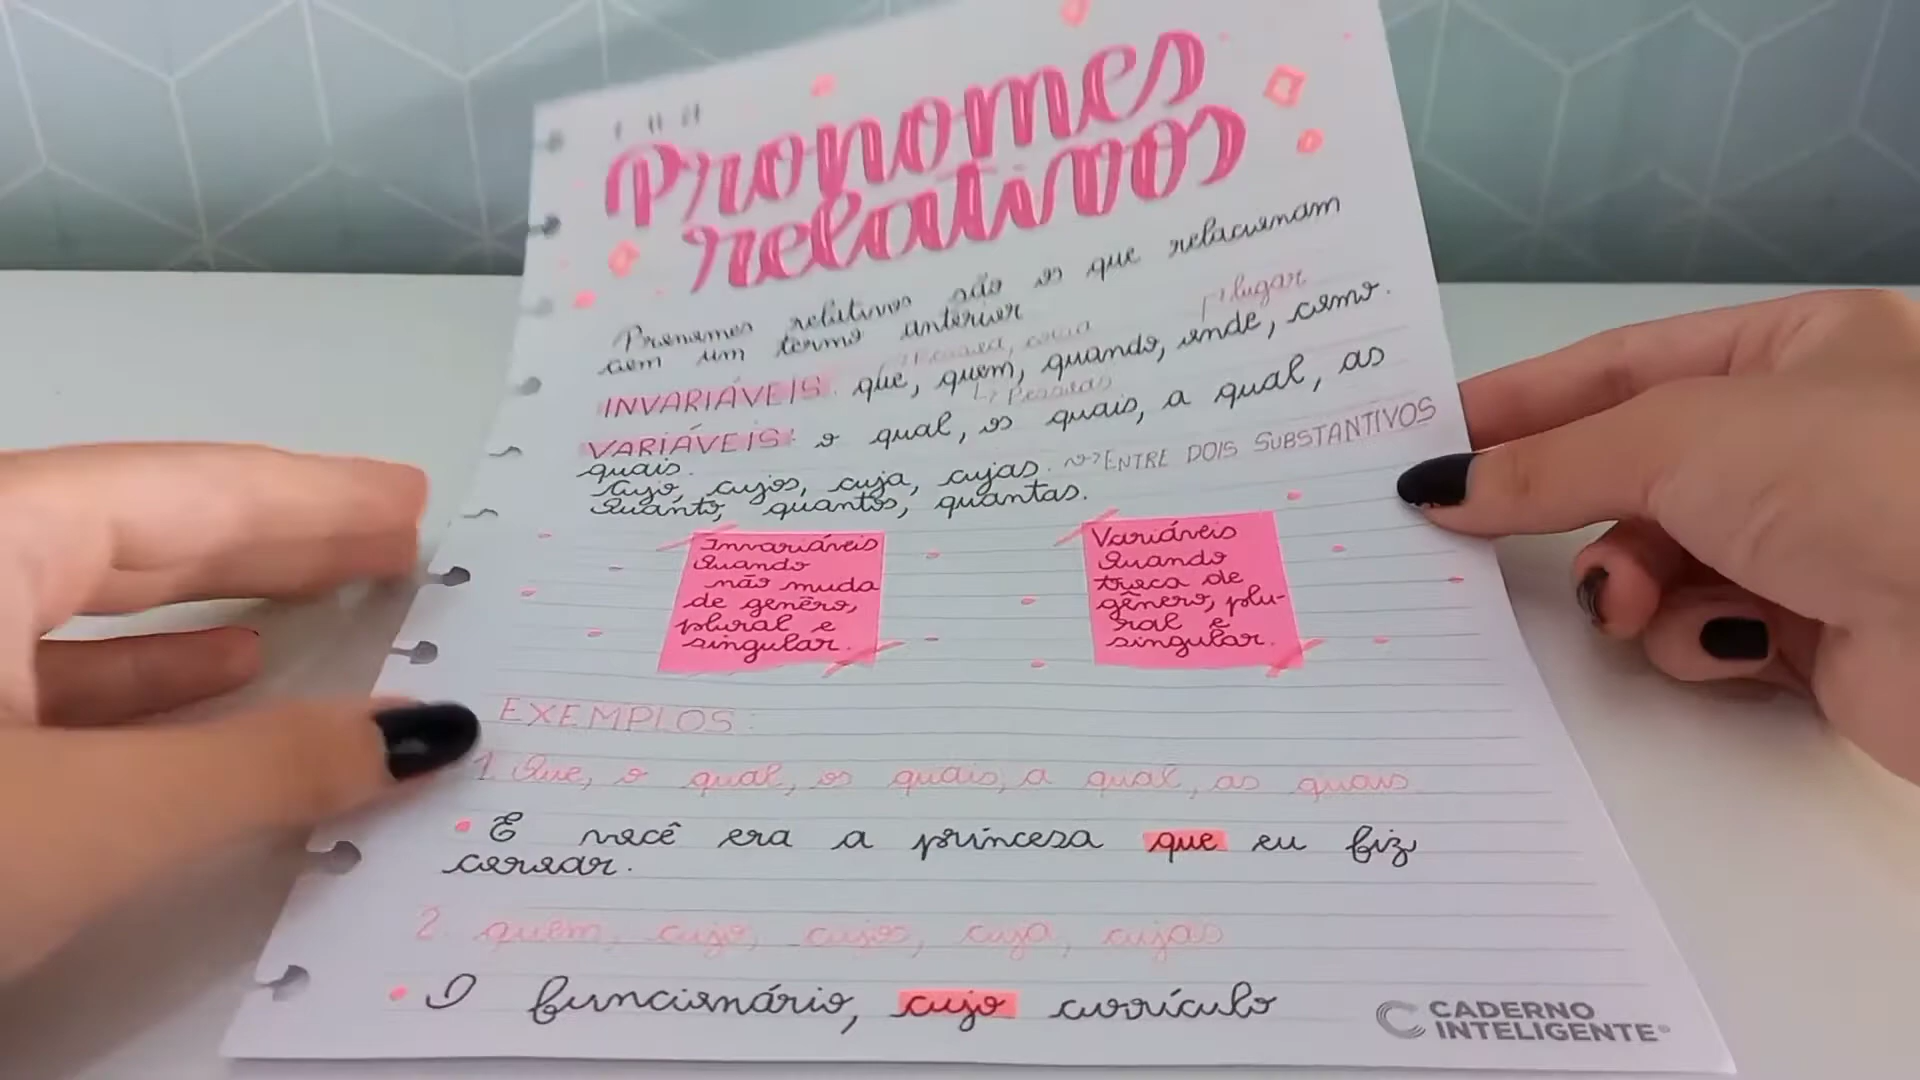 Pronomes
relativos
Pronomes relativos são os que relacionam
com um termo anterior
Pessoa, coisa
lugar
INVARIÁVEIS: que, quem, quando, onde, como.
Pessoas
VARIÁVEIS: o qual, os quais, a qual, as
quais.
Cujo, cujos, cuja, cujas. ~>ENTRE DOIS SUBSTANTIVOS
Quanto, quantos, quantas.
Invariáveis
Quando
não muda
de genêro,
plural e
singular.
Variáveis
Quando
troca de
gênero, plu-
ral e
singular.
EXEMPLOS:
1. Que, o qual, os quais, a qual, as quais
• E você era a princesa que eu fiz
coroar.
2. quem, cujo, cujos, cuja, cujas
• O funcionário, cujo currículo
CADERNO
INTELIGENTE®